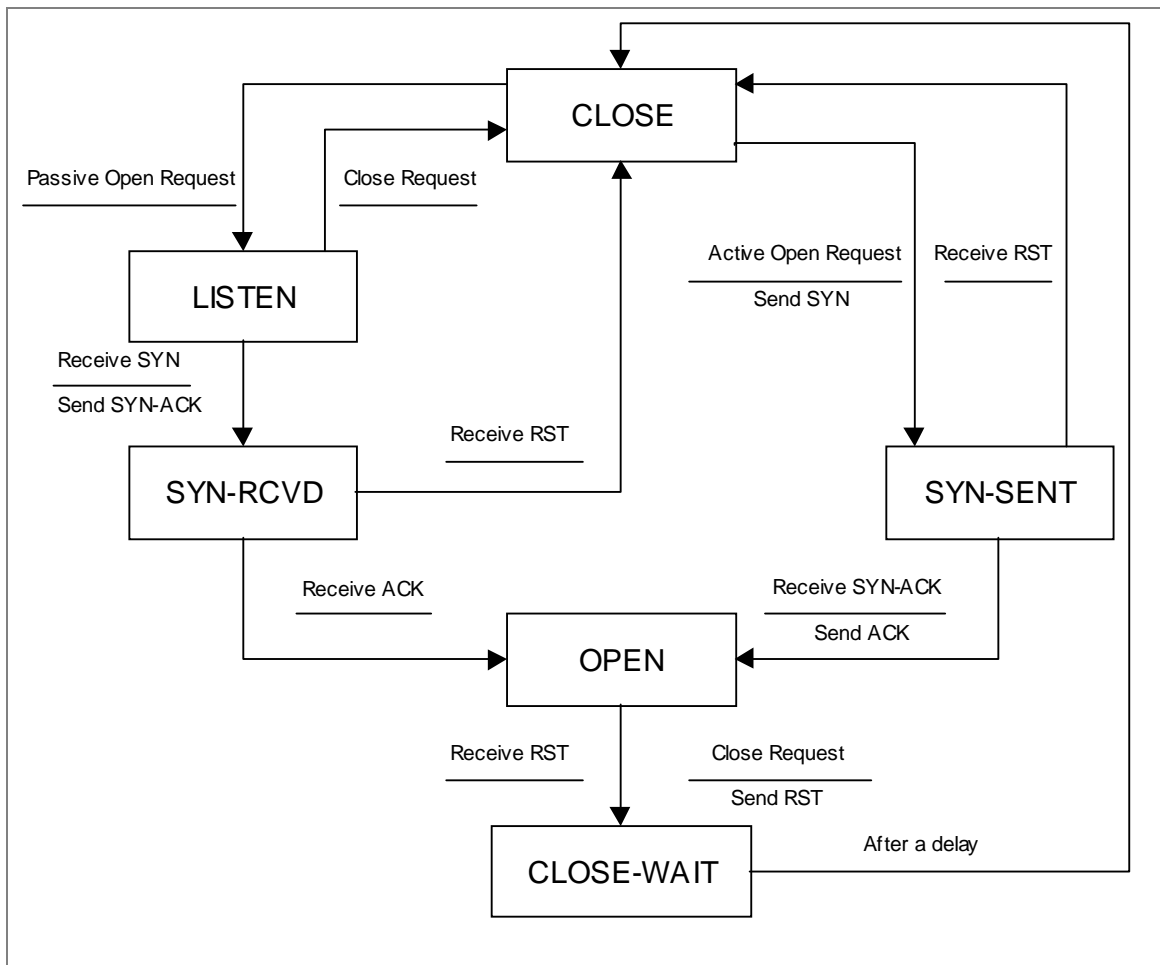 CLOSE
Passive Open Request
Close Request
Active Open Request
Send SYN
Receive RST
LISTEN
Receive SYN
Send SYN-ACK
Receive RST
SYN-RCVD
SYN-SENT
Receive ACK
Receive SYN-ACK
Send ACK
OPEN
Receive RST
Close Request
Send RST
After a delay
CLOSE-WAIT